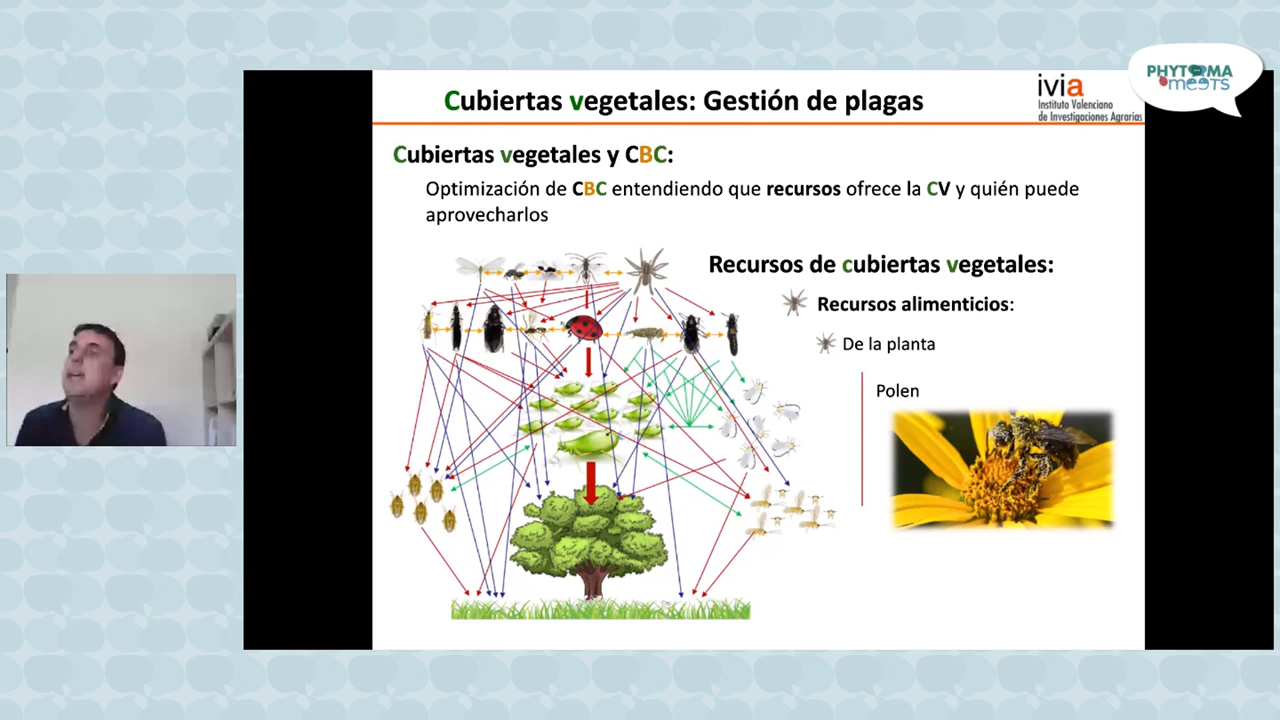 PHYTOMA
meets
Cubiertas vegetales: Gestión de plagas
ivia
Instituto Valenciano
de Investigaciones Agrarias
Cubiertas vegetales y CBC:
Optimización de CBC entendiendo que recursos ofrece la CV y quién puede
aprovecharlos
Recursos de cubiertas vegetales:
Recursos alimenticios:
De la planta
Polen